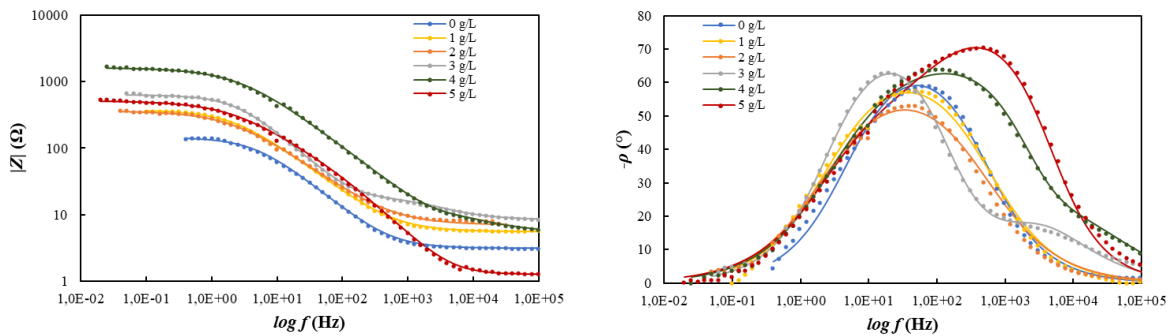 10000
1000
100
10
1
|Z| (Ω)
0 g/L
1 g/L
2 g/L
3 g/L
4 g/L
5 g/L
1,0E-02 1,0E-01 1,0E+00 1,0E+01 1,0E+02 1,0E+03 1,0E+04 1,0E+05
log f (Hz)
80
70
60
50
40
30
20
10
0
-ρ (°)
0 g/L
1 g/L
2 g/L
3 g/L
4 g/L
5 g/L
1,0E-02 1,0E-01 1,0E+00 1,0E+01 1,0E+02 1,0E+03 1,0E+04 1,0E+05
log f (Hz)